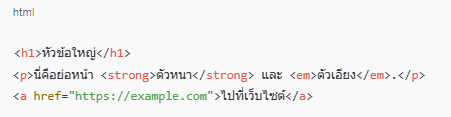 html
<h1>หัวข้อใหญ่</h1>
<p>นี่คือย่อหน้า <strong>ตัวหนา</strong> และ <em>ตัวเอียง</em>.</p>
<a href="https://example.com">ไปที่เว็บไซต์</a>